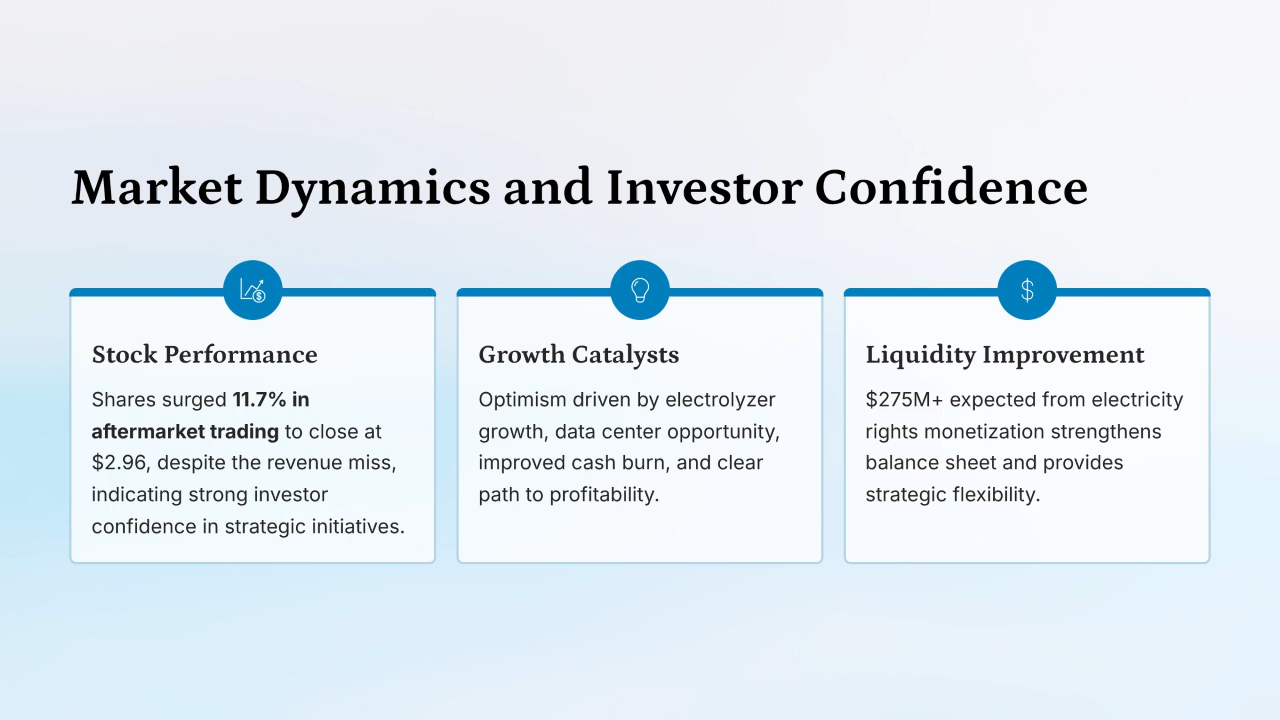 Market Dynamics and Investor Confidence
Stock Performance
Shares surged 11.7% in
aftermarket trading to close at
$2.96, despite the revenue miss,
indicating strong investor
confidence in strategic initiatives.
Growth Catalysts
Optimism driven by electrolyzer
growth, data center opportunity,
improved cash burn, and clear
path to profitability.
Liquidity Improvement
$275M+ expected from electricity
rights monetization strengthens
balance sheet and provides
strategic flexibility.